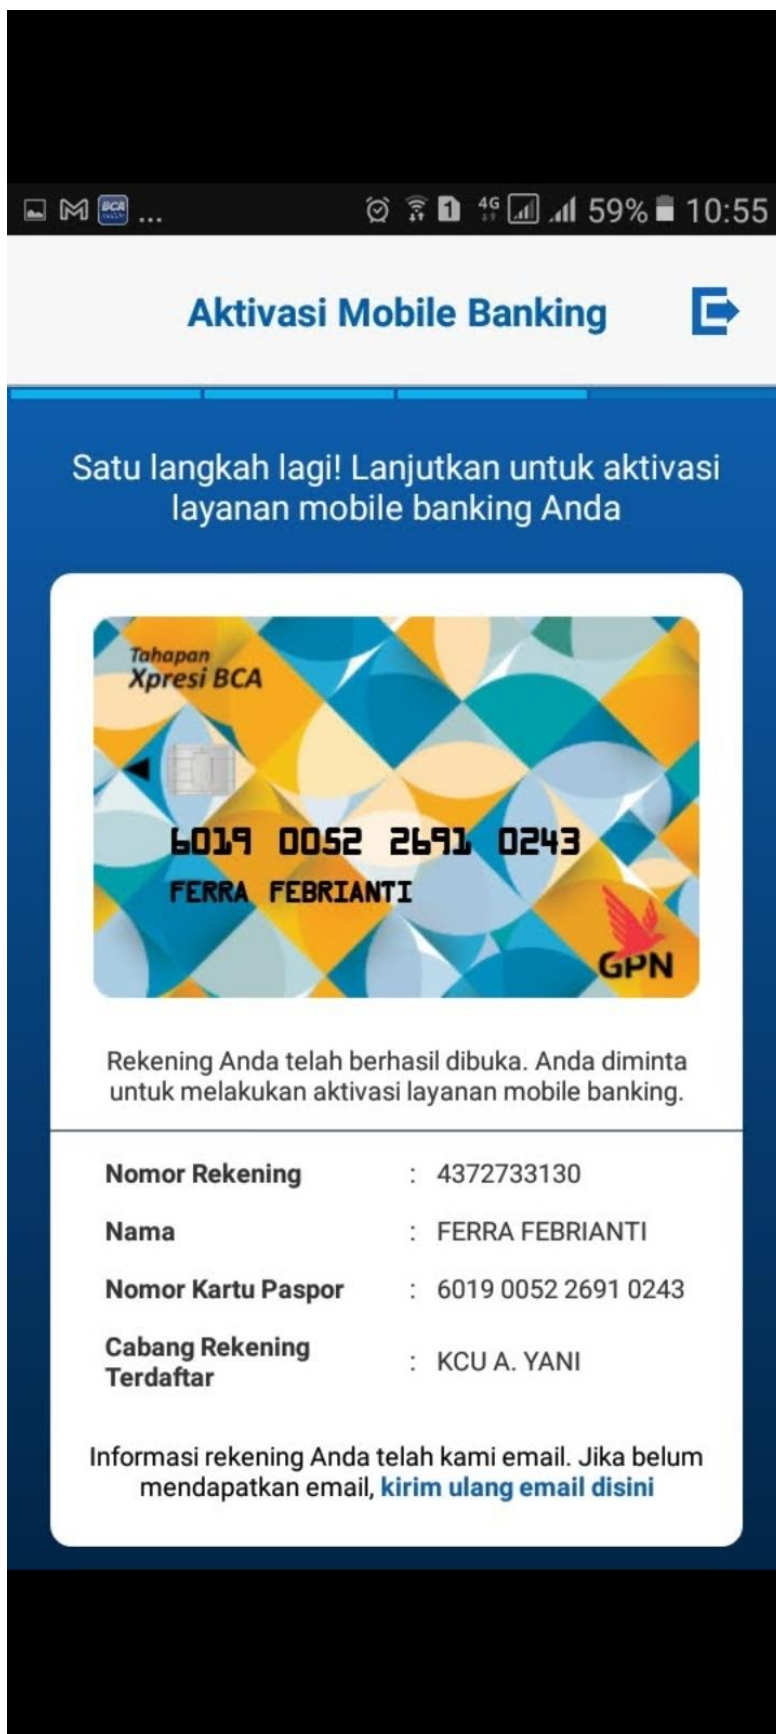 BCA ... 1 4G 59% 10:55
Aktivasi Mobile Banking
Satu langkah lagi! Lanjutkan untuk aktivasi
layanan mobile banking Anda
Tahapan
Xpresi BCA
6019 0052 2691 0243
FERRA FEBRIANTI
GPN
Rekening Anda telah berhasil dibuka. Anda diminta
untuk melakukan aktivasi layanan mobile banking.
Nomor Rekening : 4372733130
Nama : FERRA FEBRIANTI
Nomor Kartu Paspor : 6019 0052 2691 0243
Cabang Rekening
Terdaftar : KCU A. YANI
Informasi rekening Anda telah kami email. Jika belum
mendapatkan email, kirim ulang email disini